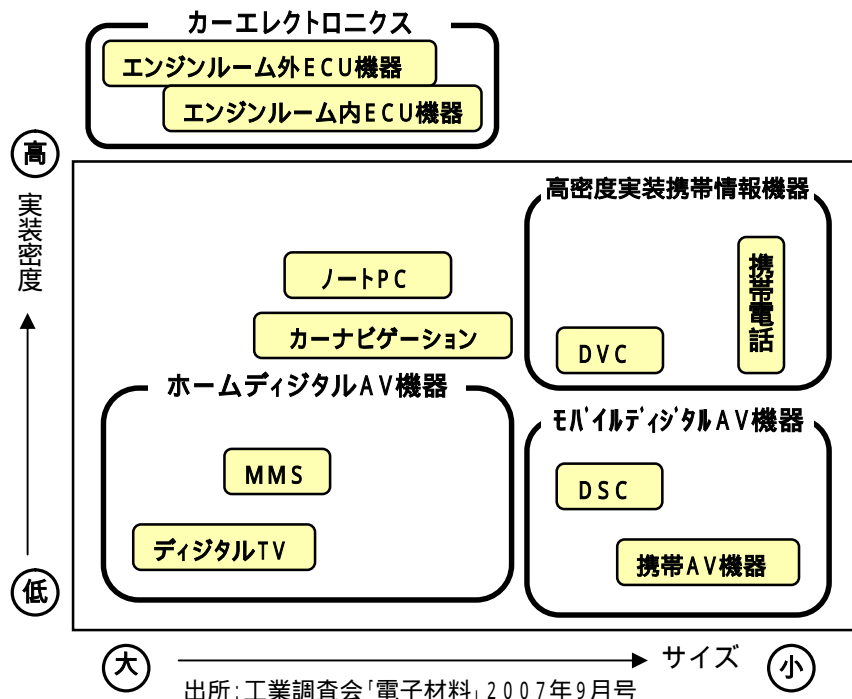 カーエレクトロニクス
エンジンルーム外ECU機器
エンジンルーム内ECU機器
高
実装密度
高密度実装携帯情報機器
携帯電話
ノートPC
カーナビゲーション
DVC
ホームディジタルAV機器
モバイルディジタルAV機器
MMS
DSC
ディジタルTV
携帯AV機器
低
大
サイズ
小
出所:工業調査会「電子材料」2007年9月号